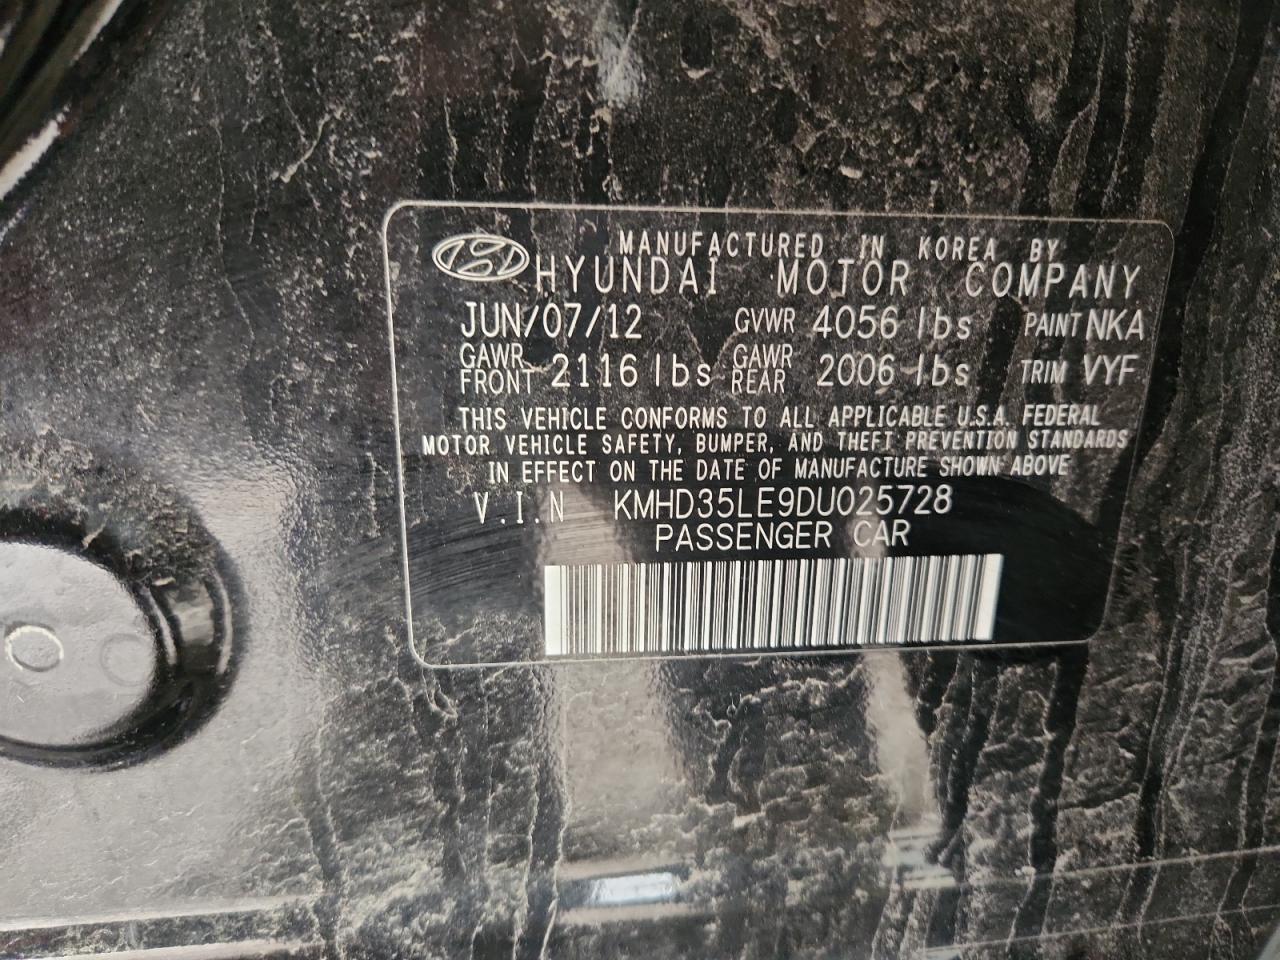 MANUFACTURED IN KOREA BY
HYUNDAI MOTOR COMPANY
JUN/07/12 GVWR 4056 lbs PAINT NKA
GAWR FRONT 2116 lbs GAWR REAR 2006 lbs TRIM VYF
THIS VEHICLE CONFORMS TO ALL APPLICABLE U.S.A. FEDERAL
MOTOR VEHICLE SAFETY, BUMPER, AND THEFT PREVENTION STANDARDS
IN EFFECT ON THE DATE OF MANUFACTURE SHOWN ABOVE
V.I.N KMHD35LE9DU025728
PASSENGER CAR